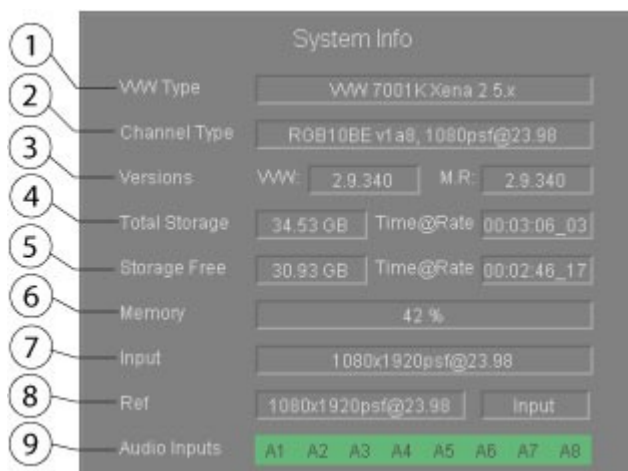 System Info
1 VVW Type VVW 7001K Xena 2.5.x
2 Channel Type RGB10BE v1a8, 1080psf@23.98
3 Versions VVW: 2.9.340 M.R: 2.9.340
4 Total Storage 34.53 GB Time@Rate 00:03:06_03
5 Storage Free 30.93 GB Time@Rate 00:02:46_17
6 Memory 42 %
7 Input 1080x1920psf@23.98
8 Ref 1080x1920psf@23.98 Input
9 Audio Inputs A1 A2 A3 A4 A5 A6 A7 A8